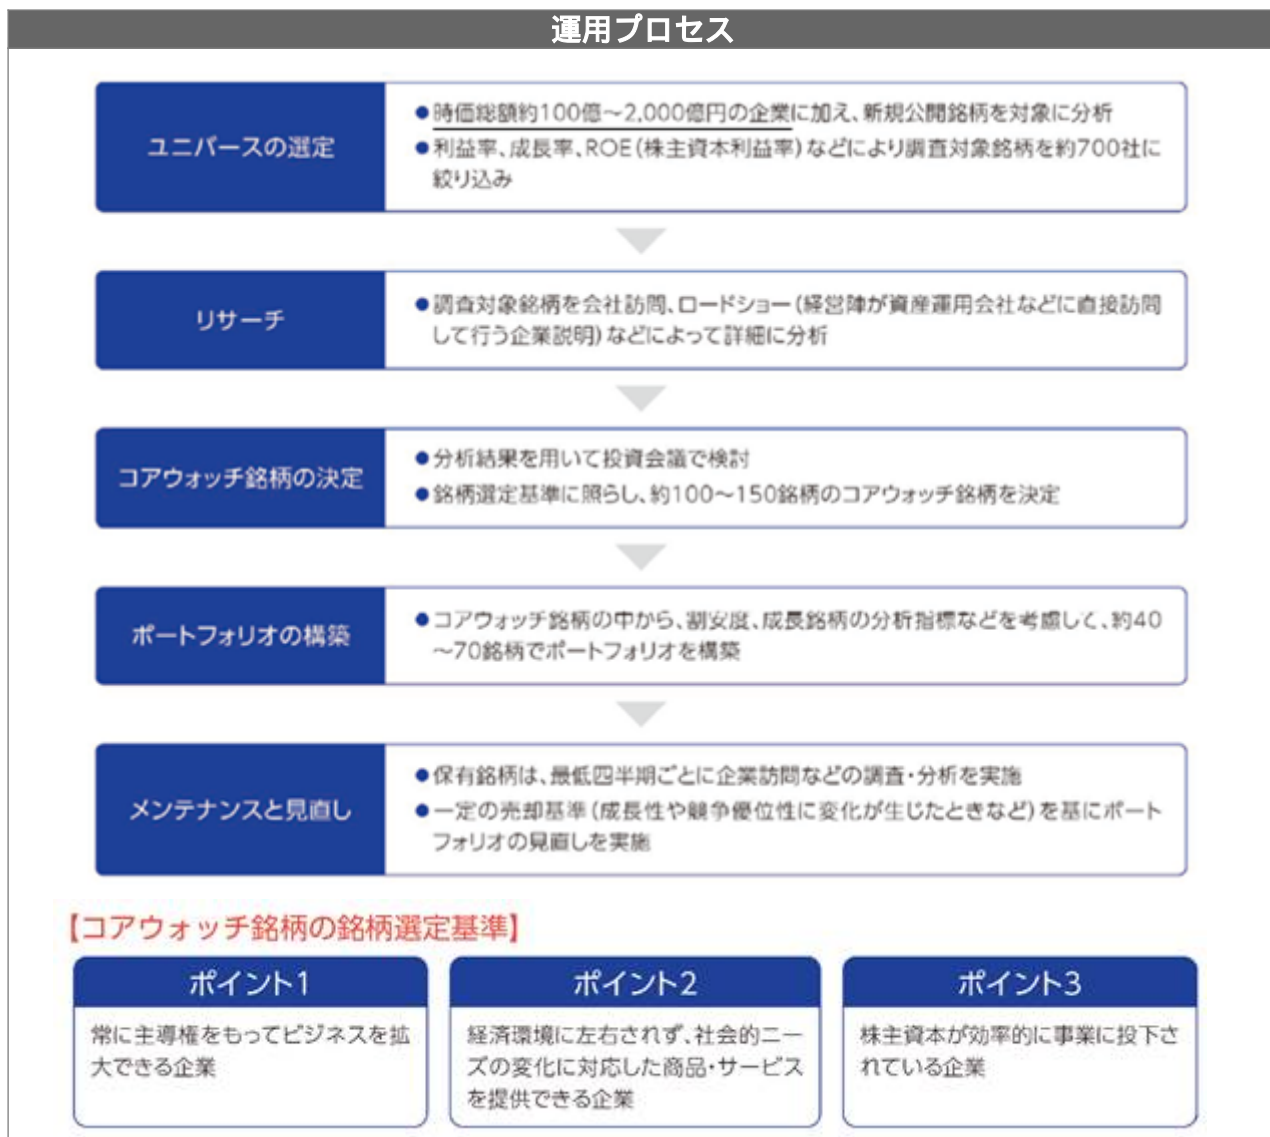 運用プロセス
ユニバースの選定
●時価総額約100億～2,000億円の企業に加え、新規公開銘柄を対象に分析
●利益率、成長率、ROE(株主資本利益率)などにより調査対象銘柄を約700社に
絞り込み
リサーチ
●調査対象銘柄を会社訪問、ロードショー(経営陣が資産運用会社などに直接訪問
して行う企業説明)などによって詳細に分析
コアウォッチ銘柄の決定
●分析結果を用いて投資会議で検討
●銘柄選定基準に照らし、約100～150銘柄のコアウォッチ銘柄を決定
ポートフォリオの構築
●コアウォッチ銘柄の中から、割安度、成長銘柄の分析指標などを考慮して、約40
～70銘柄でポートフォリオを構築
メンテナンスと見直し
●保有銘柄は、最低四半期ごとに企業訪問などの調査・分析を実施
●一定の売却基準(成長性や競争優位性に変化が生じたときなど)を基にポート
フォリオの見直しを実施
【コアウォッチ銘柄の銘柄選定基準】
ポイント1
常に主導権をもってビジネスを拡
大できる企業
ポイント2
経済環境に左右されず、社会的ニー
ズの変化に対応した商品・サービス
を提供できる企業
ポイント3
株主資本が効率的に事業に投下さ
れている企業